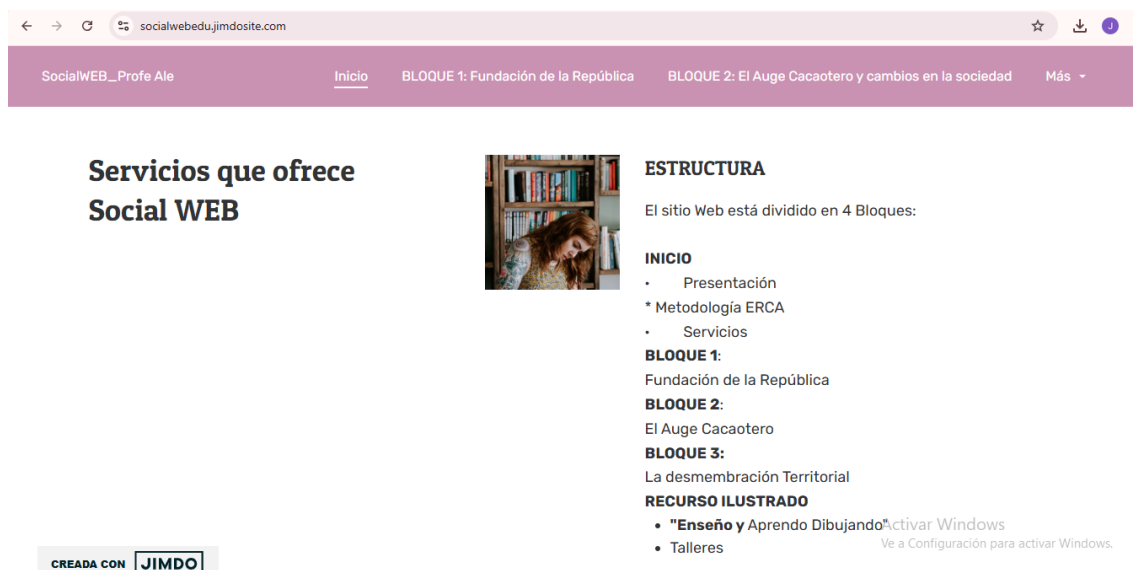 socialwebedu.jimdosite.com
J
SocialWEB_Profe Ale
Inicio
BLOQUE 1: Fundación de la República
BLOQUE 2: El Auge Cacaotero y cambios en la sociedad
Más
Servicios que ofrece
Social WEB
ESTRUCTURA
El sitio Web está dividido en 4 Bloques:
INICIO
• Presentación
* Metodología ERCA
• Servicios
BLOQUE 1:
Fundación de la República
BLOQUE 2:
El Auge Cacaotero
BLOQUE 3:
La desmembración Territorial
RECURSO ILUSTRADO
• "Enseño y Aprendo Dibujando"
• Talleres
Activar Windows
Ve a Configuración para activar Windows.
CREADA CON JIMDO